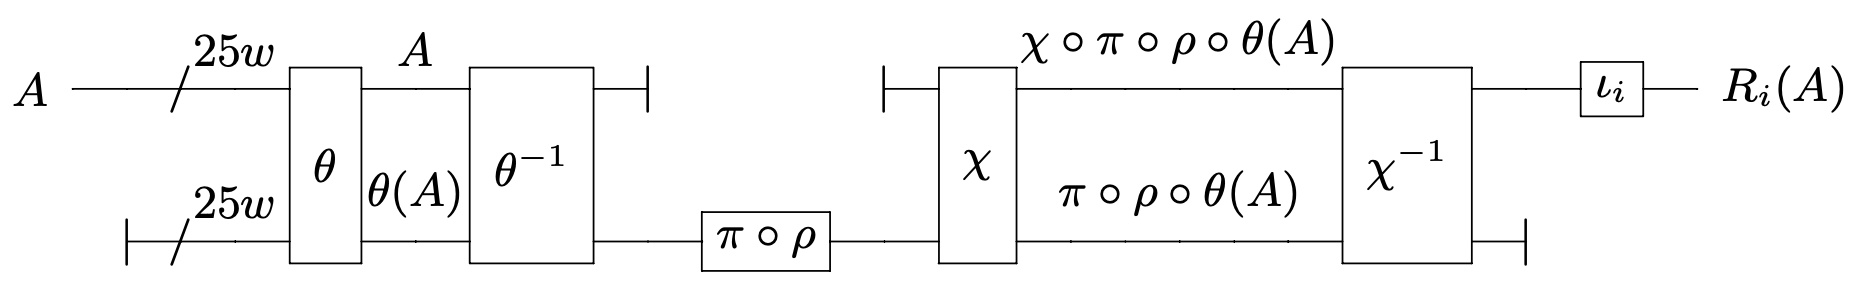 25w A χ ∘ π ∘ ρ ∘ θ(A)
A ι_i R_i(A)
θ θ⁻¹ χ χ⁻¹
25w θ(A) π ∘ ρ ∘ θ(A)
π ∘ ρ